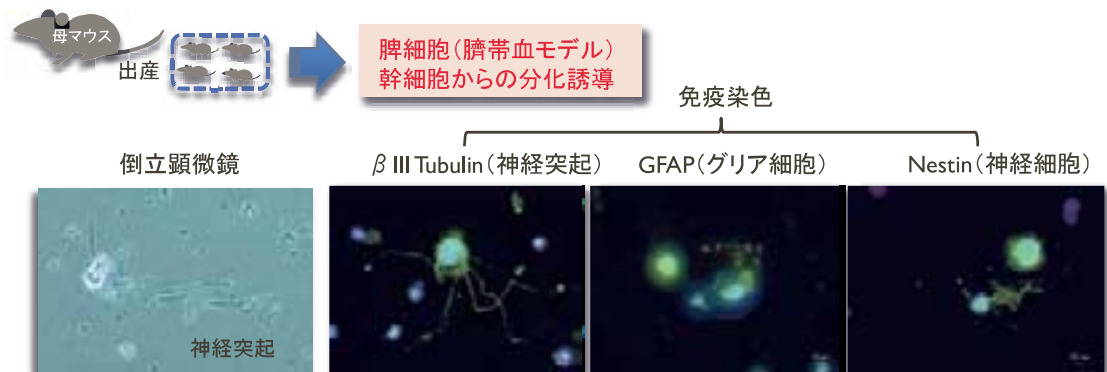 母マウス
出産
脾細胞(臍帯血モデル)
幹細胞からの分化誘導
免疫染色
倒立顕微鏡
βIII Tubulin(神経突起)
GFAP(グリア細胞)
Nestin(神経細胞)
神経突起